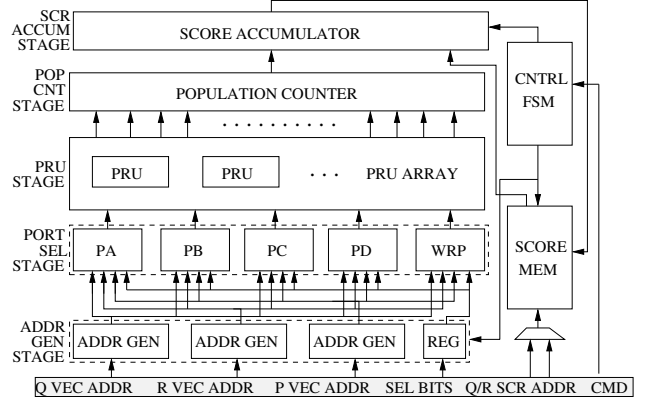 SCR
ACCUM
STAGE
SCORE ACCUMULATOR
POP
CNT
STAGE
POPULATION COUNTER
CNTRL
FSM
. . . . . . . . . .
PRU
STAGE
PRU
PRU
. . .
PRU ARRAY
PORT
SEL
STAGE
PA
PB
PC
PD
WRP
SCORE
MEM
ADDR
GEN
STAGE
ADDR GEN
ADDR GEN
ADDR GEN
REG
Q VEC ADDR R VEC ADDR P VEC ADDR SEL BITS Q/R SCR ADDR CMD